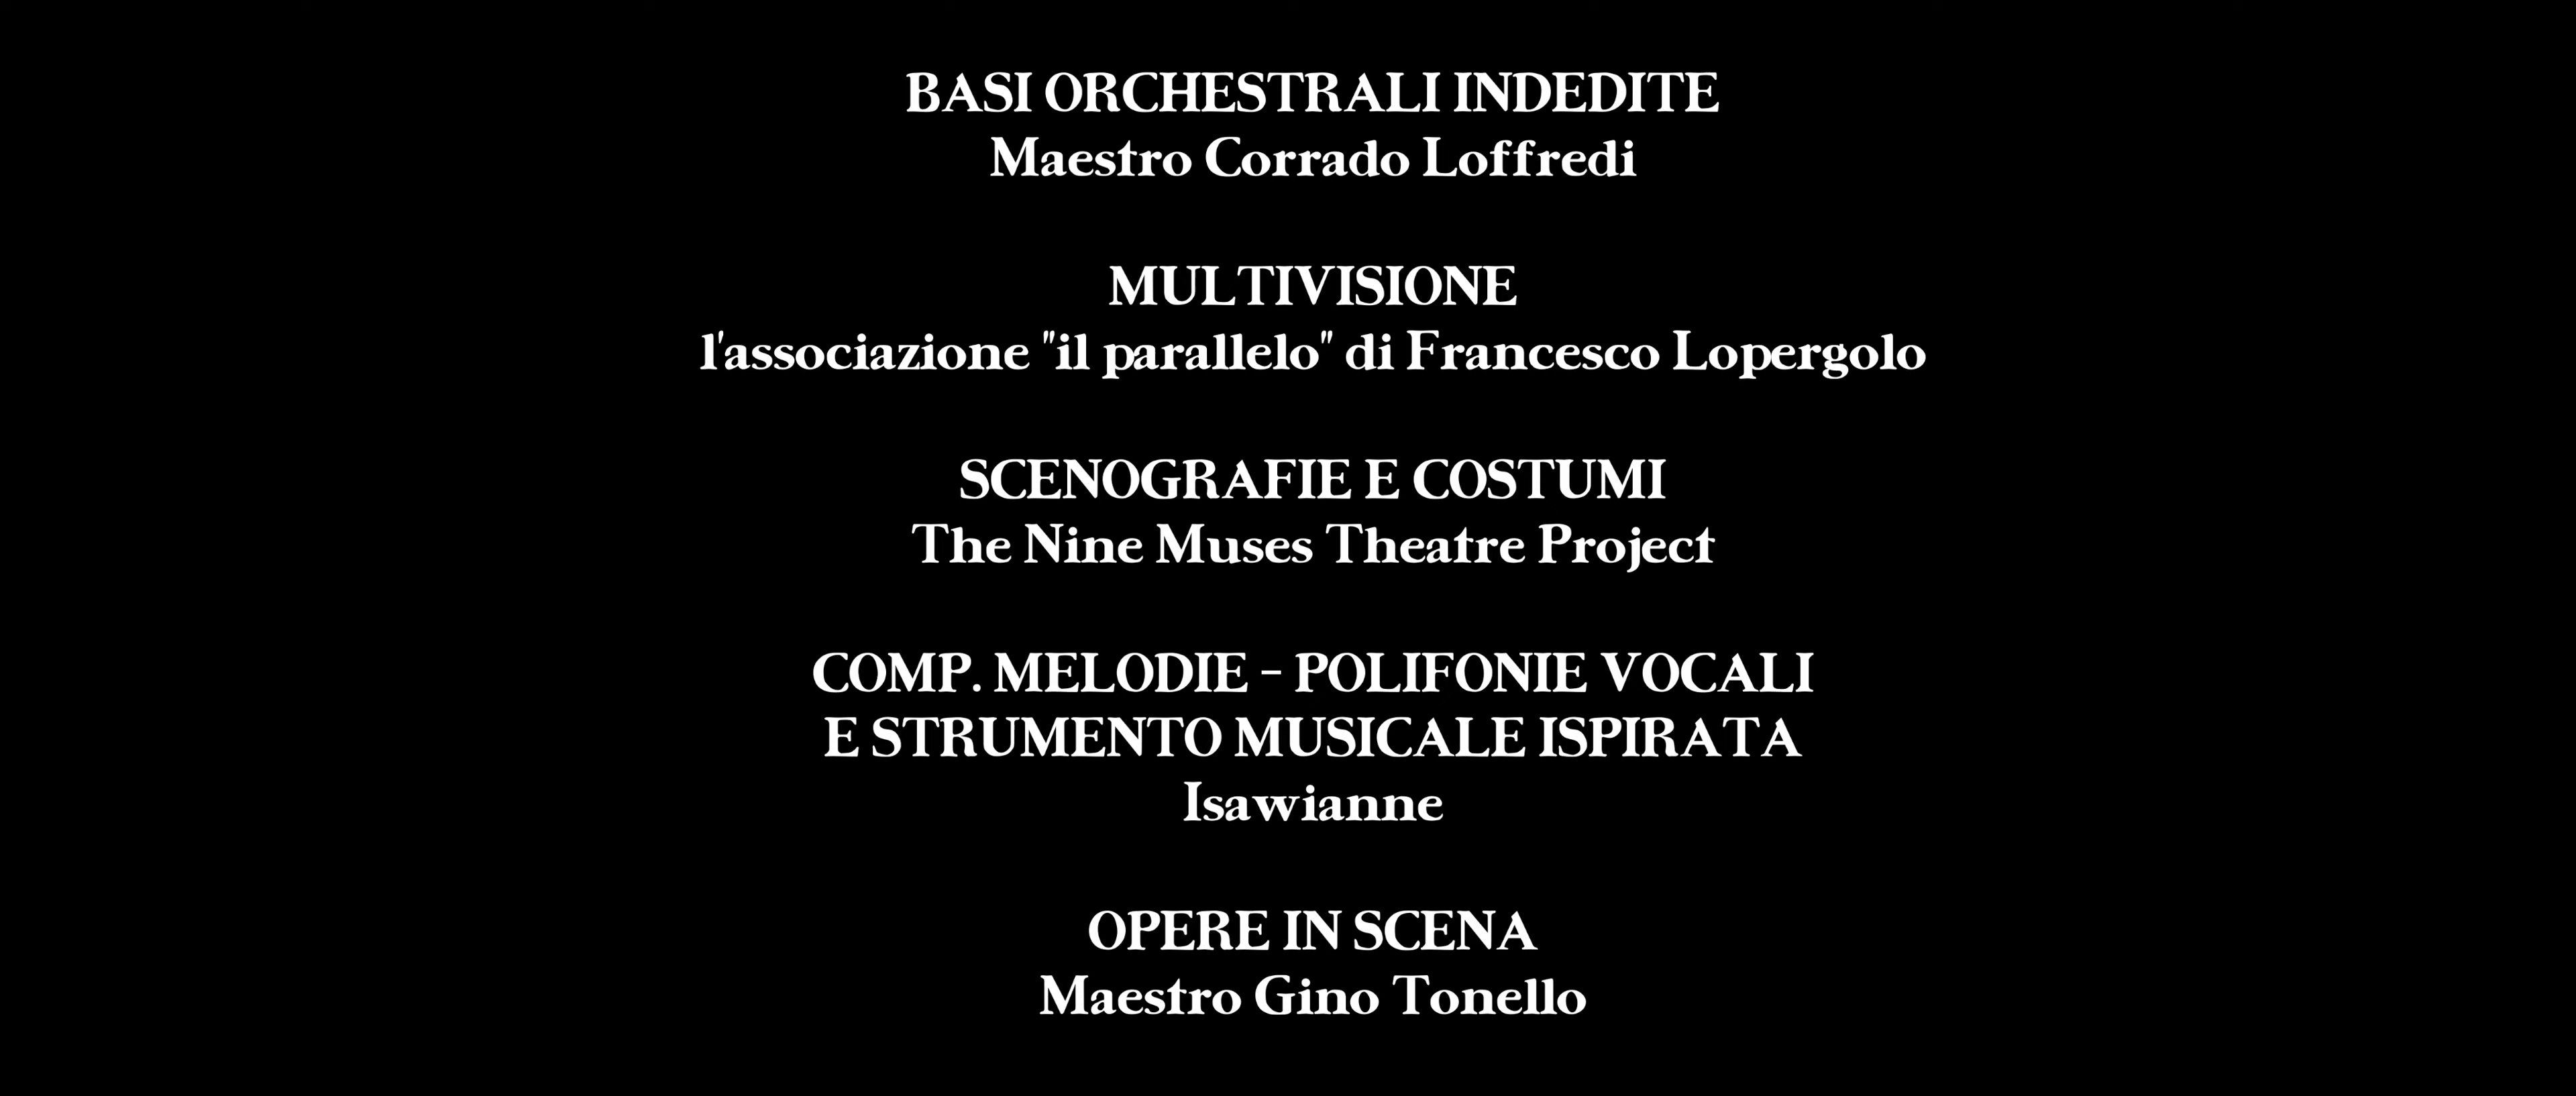 BASI ORCHESTRALI INDEDITE
Maestro Corrado Loffredi
MULTIVISIONE
l'associazione "il parallelo" di Francesco Lopergolo
SCENOGRAFIE E COSTUMI
The Nine Muses Theatre Project
COMP. MELODIE - POLIFONIE VOCALI
E STRUMENTO MUSICALE ISPIRATA
Isawianne
OPERE IN SCENA
Maestro Gino Tonello